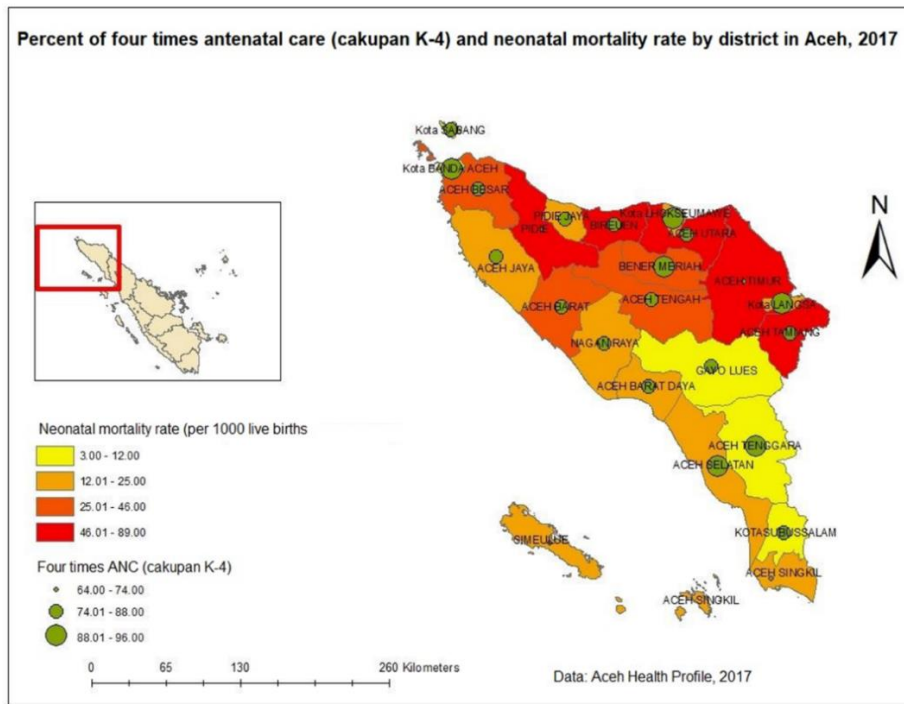 Percent of four times antenatal care (cakupan K-4) and neonatal mortality rate by district in Aceh, 2017
Kota SABANG
Kota BANDA ACEH
ACEH BESAR
PIDIE JAYA
PIDIE
BIREUEN
Kota LHOKSEUMAWE
ACEH UTARA
N
ACEH JAYA
BENER MERIAH
ACEH TIMUR
ACEH BARAT
ACEH TENGAH
Kota LANGSA
ACEH TAMIANG
NAGAN RAYA
GAYO LUES
ACEH BARAT DAYA
ACEH TENGGARA
ACEH SELATAN
SIMEULUE
KOTASUBUSSALAM
ACEH SINGKIL
ACEH SINGKIL
Neonatal mortality rate (per 1000 live births
3.00 - 12.00
12.01 - 25.00
25.01 - 46.00
46.01 - 89.00
Four times ANC (cakupan K-4)
64.00 - 74.00
74.01 - 88.00
88.01 - 96.00
0 65 130 260 Kilometers
Data: Aceh Health Profile, 2017